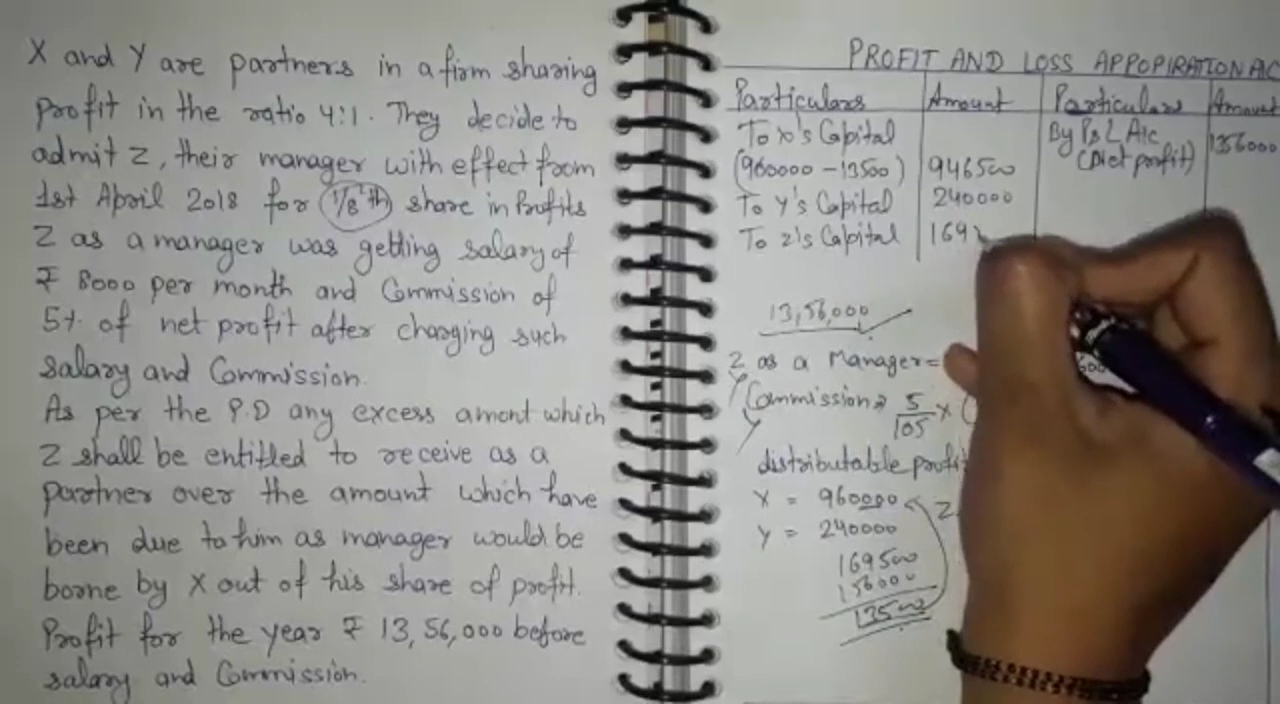 X and Y are partners in a firm sharing
profit in the ratio 4:1. They decide to
admit Z, their manager with effect from
1st April 2018 for 1/8th share in Profits
Z as a manager was getting salary of
₹ 8000 per month and Commission of
5% of net profit after charging such
salary and Commission.
As per the P.D any excess amont which
Z shall be entitled to receive as a
partner over the amount which have
been due to him as manager would be
borne by X out of his share of profit.
Profit for the year ₹ 13,56,000 before
salary and Commission.
PROFIT AND LOSS APPOPIRATION A/C
Particulars Amount Particulars Amount
To X's Capital By P&L A/c 1356000
(960000 - 13500) 946500 (Net profit)
To Y's Capital 240000
To Z's Capital 169
13,56,000
Z as a Manager =
Commission = 5/105 × (
distributable profit
X = 960000
Y = 240000
169500
156000
13500